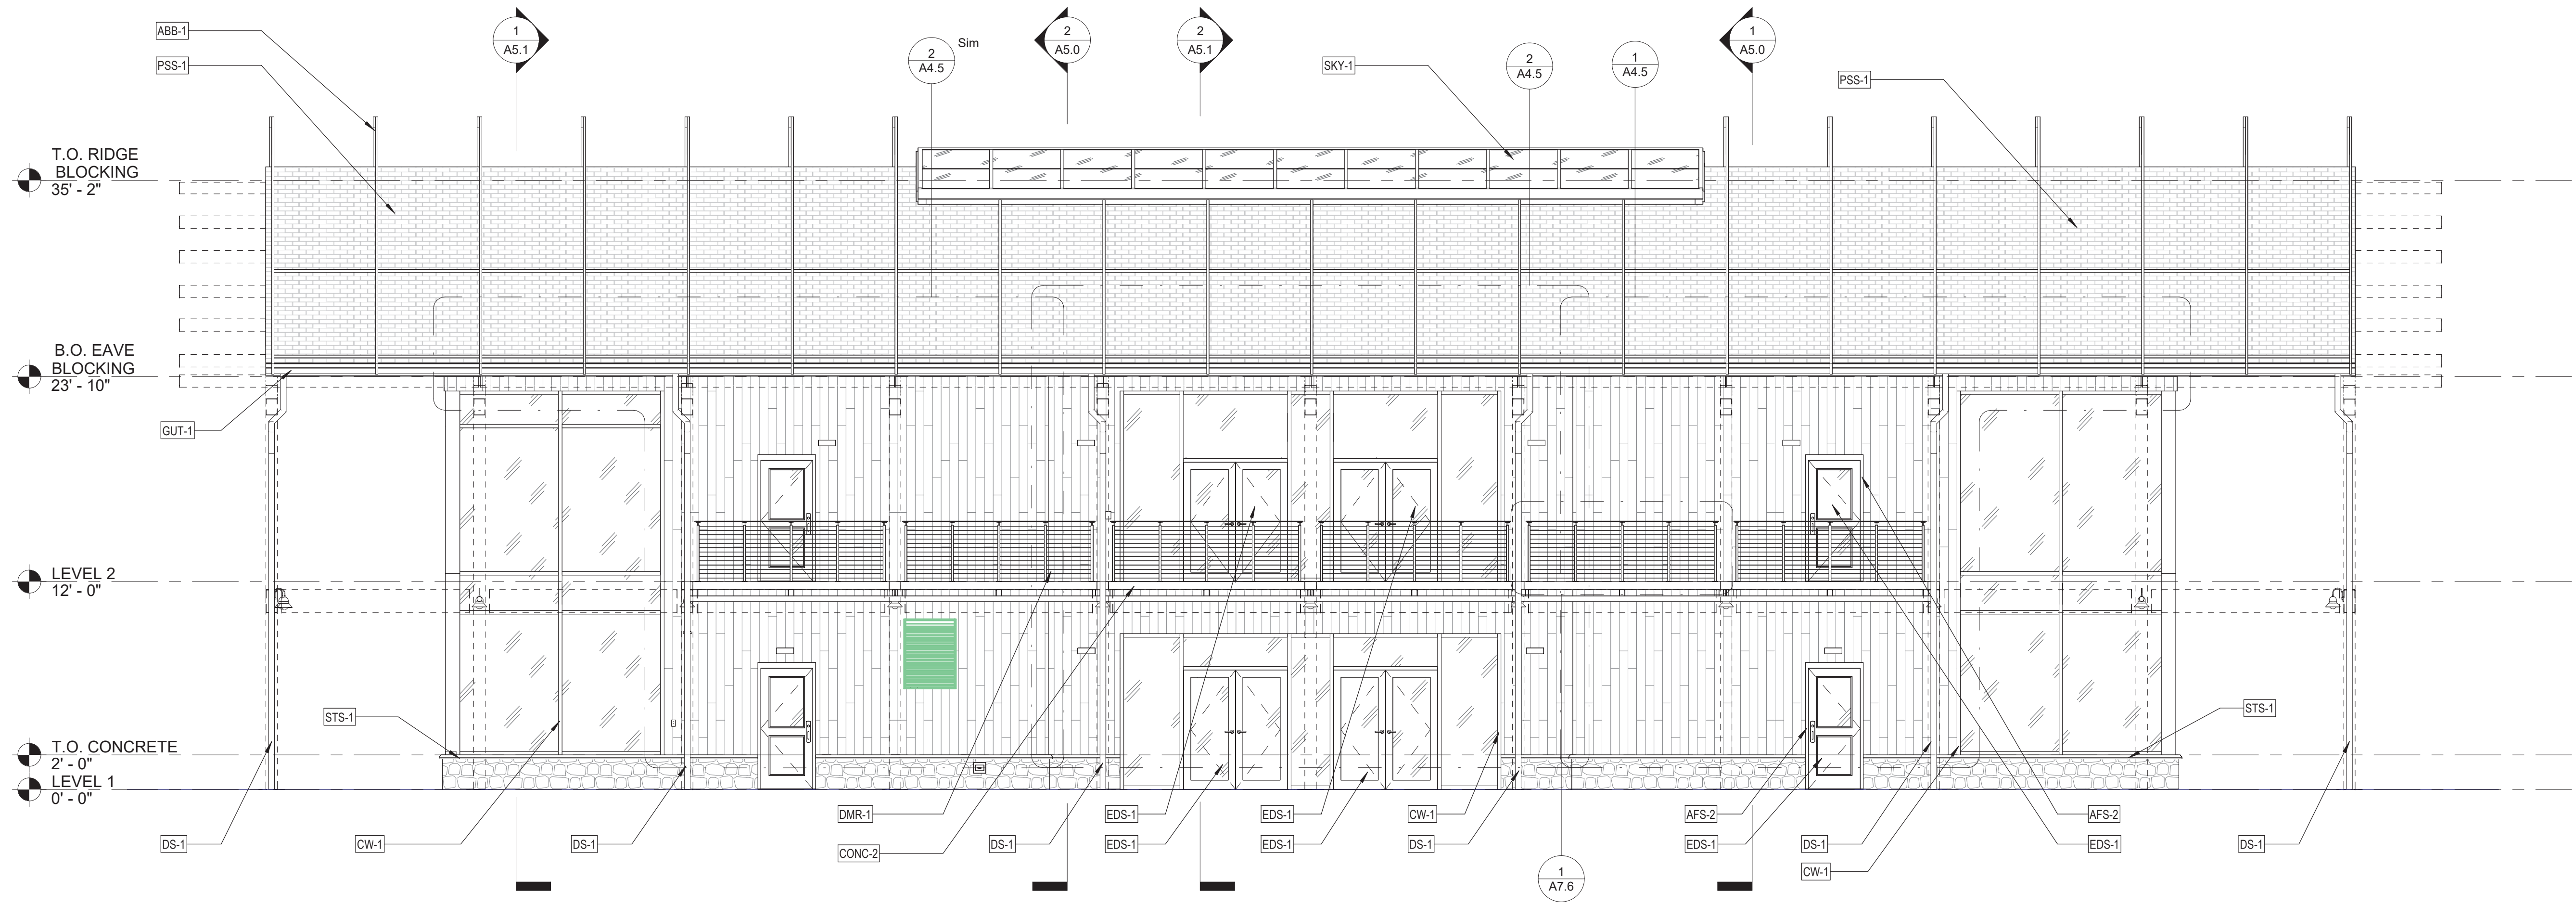 ABB-1
PSS-1
1
A5.1
2
A4.5
Sim
2
A5.0
2
A5.1
SKY-1
2
A4.5
1
A4.5
1
A5.0
PSS-1
T.O. RIDGE
BLOCKING
35' - 2"
B.O. EAVE
BLOCKING
23' - 10"
GUT-1
LEVEL 2
12' - 0"
STS-1
STS-1
T.O. CONCRETE
2' - 0"
LEVEL 1
0' - 0"
DMR-1
EDS-1
EDS-1
CW-1
AFS-2
AFS-2
DS-1
CW-1
DS-1
CONC-2
DS-1
EDS-1
EDS-1
DS-1
EDS-1
DS-1
EDS-1
DS-1
CW-1
1
A7.6